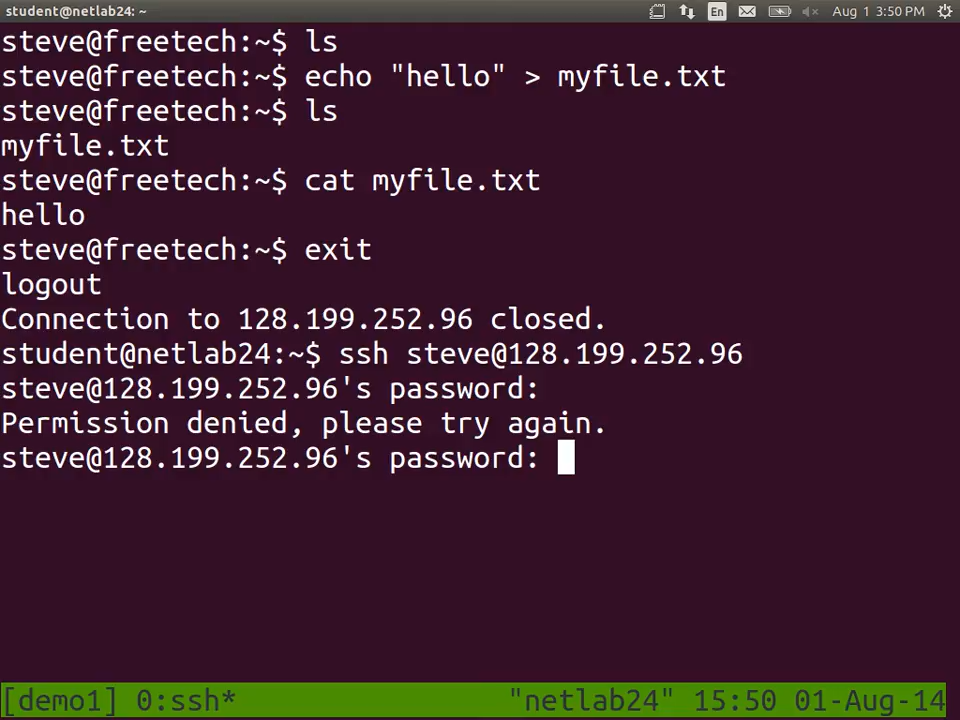 student@netlab24: ~
En
Aug 1 3:50 PM
steve@freetech:~$ ls
steve@freetech:~$ echo "hello" > myfile.txt
steve@freetech:~$ ls
myfile.txt
steve@freetech:~$ cat myfile.txt
hello
steve@freetech:~$ exit
logout
Connection to 128.199.252.96 closed.
student@netlab24:~$ ssh steve@128.199.252.96
steve@128.199.252.96's password:
Permission denied, please try again.
steve@128.199.252.96's password:
[demo1] 0:ssh* "netlab24" 15:50 01-Aug-14